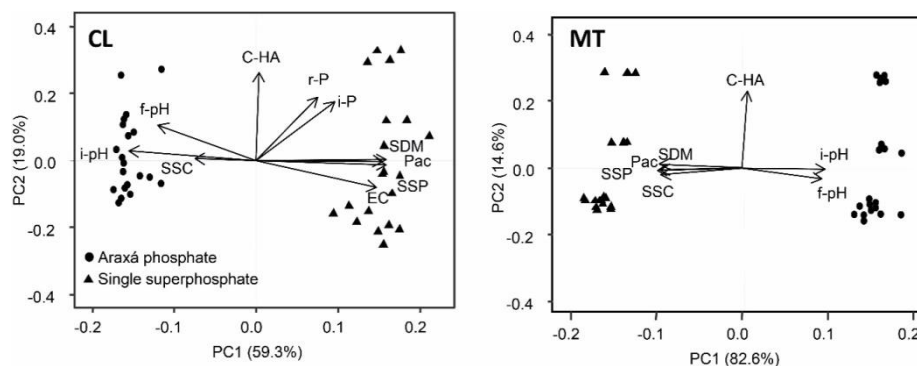 CL
0.4
0.2
0.0
-0.2
-0.4
PC2 (19.0%)
C-HA
r-P
i-P
f-pH
i-pH
SSC
SDM
Pac
SSP
EC
Araxá phosphate
Single superphosphate
-0.2
-0.1
0.0
0.1
0.2
PC1 (59.3%)
MT
0.4
0.2
0.0
-0.2
-0.4
PC2 (14.6%)
C-HA
SDM
Pac
SSP
SSC
i-pH
f-pH
-0.2
-0.1
0.0
0.1
0.2
PC1 (82.6%)